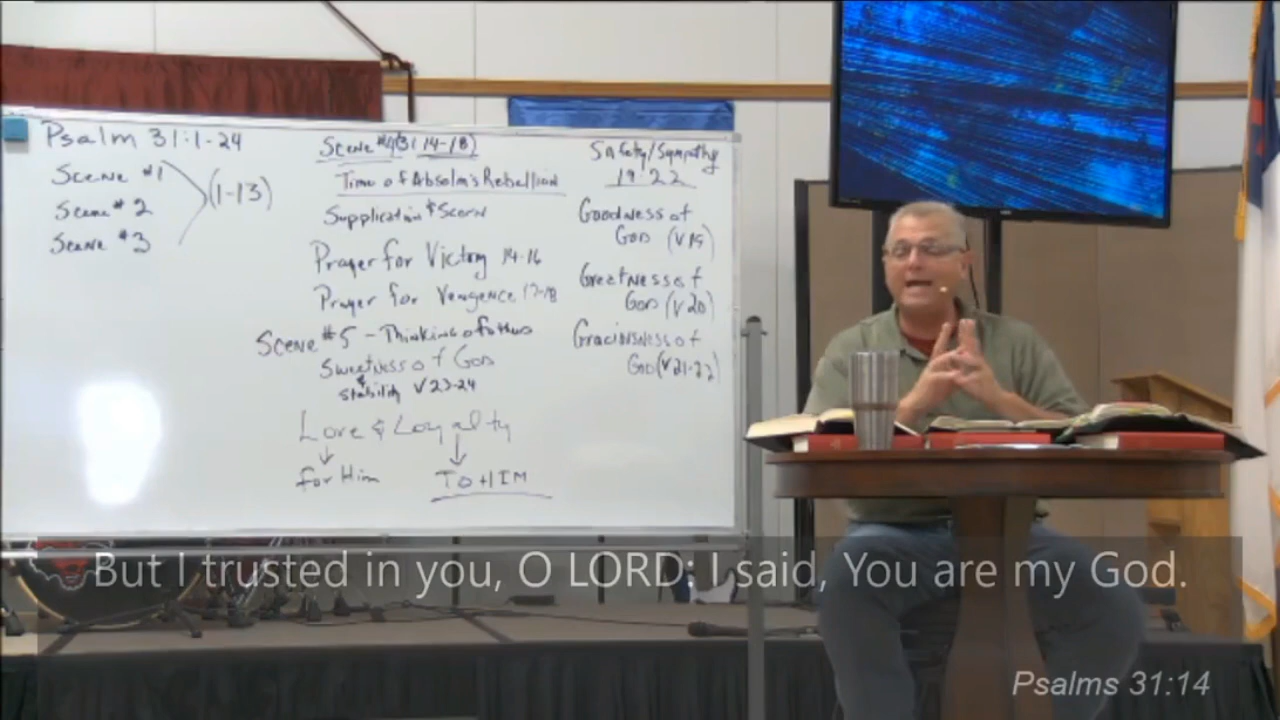 Psalm 31:1-24
Scene #1
Scene #2
Scene #3
(1-13)
Scene #4(31 14-18)
Time of Absolm's Rebellion
Supplication & Scorn
Prayer for Victory 14-16
Prayer for Vengence 17-18
Scene #5 - Thinking of others
Sweetness of God
& stability V23-24
Love & Loyalty
for Him
TO HIM
Safety/Sympathy
19-22
Goodness of
God (V19)
Greatness of
God (V20)
Graciousness of
God (V21-22)
But I trusted in you, O LORD: I said, You are my God.
Psalms 31:14